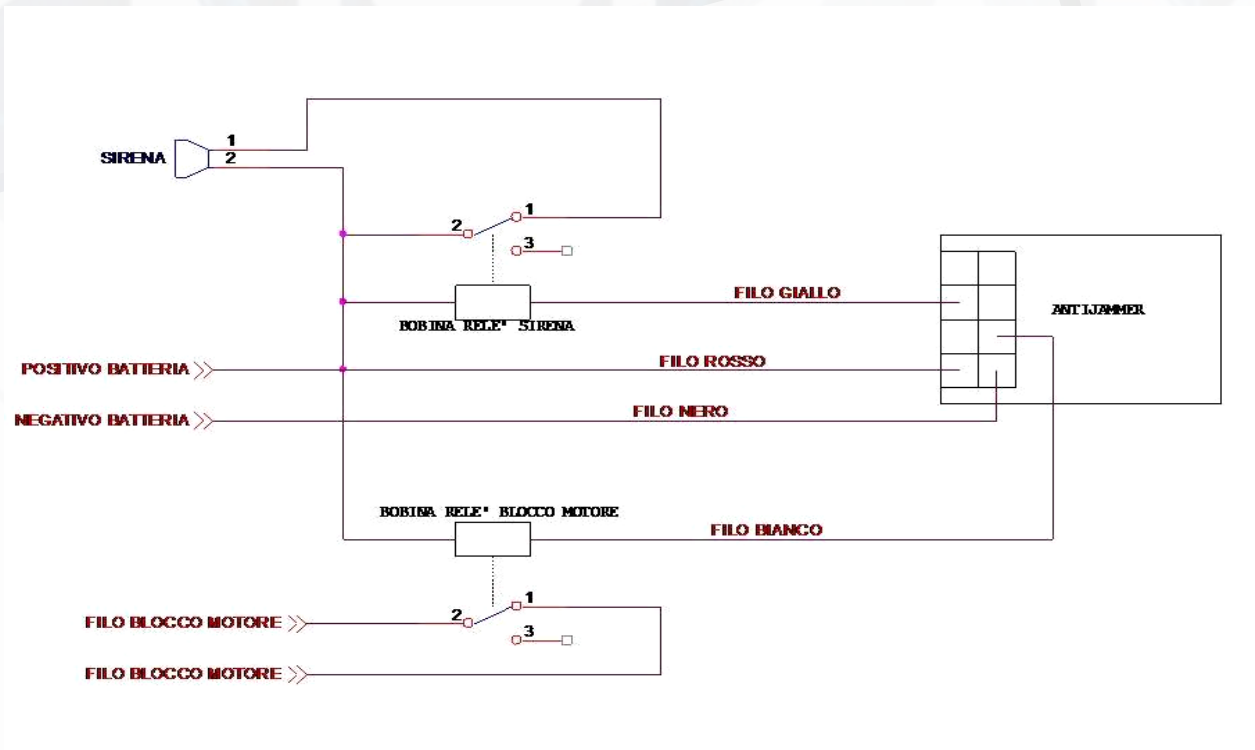 1
SIRENA
2
1
2
3
FILO GIALLO
ANTIJAMMER
BOBINA RELE" SIRENA
FILO ROSSO
POSITIVO BATTERIA
FILO NERO
NEGATIVO BATTERIA
BOBINA RELE" BLOCCO MOTORE
FILO BIANCO
1
2
FILO BLOCCO MOTORE
3
FILO BLOCCO MOTORE